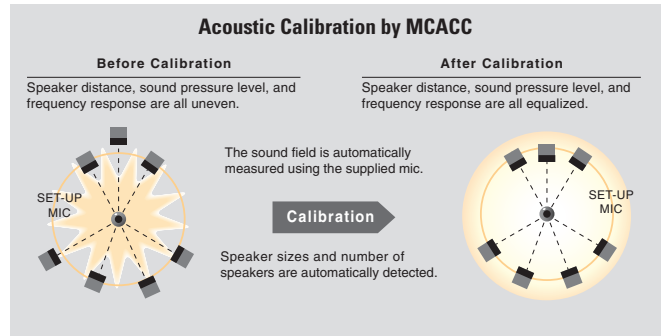 Acoustic Calibration by MCACC
Before Calibration
Speaker distance, sound pressure level, and
frequency response are all uneven.
SET-UP
MIC
The sound field is automatically
measured using the supplied mic.
Calibration
Speaker sizes and number of
speakers are automatically detected.
After Calibration
Speaker distance, sound pressure level, and
frequency response are all equalized.
SET-UP
MIC